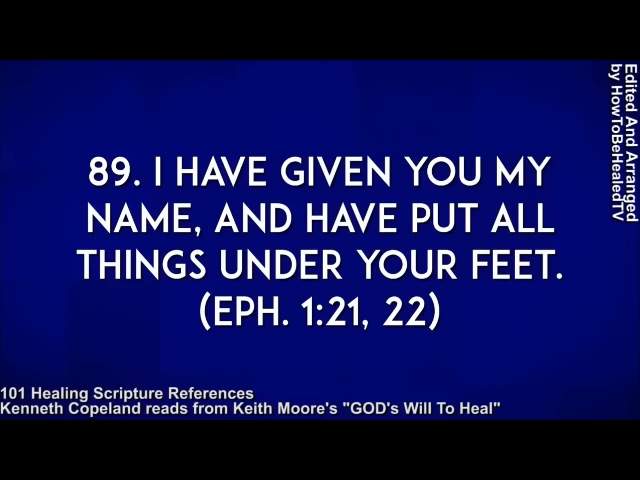 89. I HAVE GIVEN YOU MY
NAME, AND HAVE PUT ALL
THINGS UNDER YOUR FEET.
(EPH. 1:21, 22)
101 Healing Scripture References
Kenneth Copeland reads from Keith Moore's "GOD's Will To Heal"
Edited And Arranged
by HowToBeHealedTV